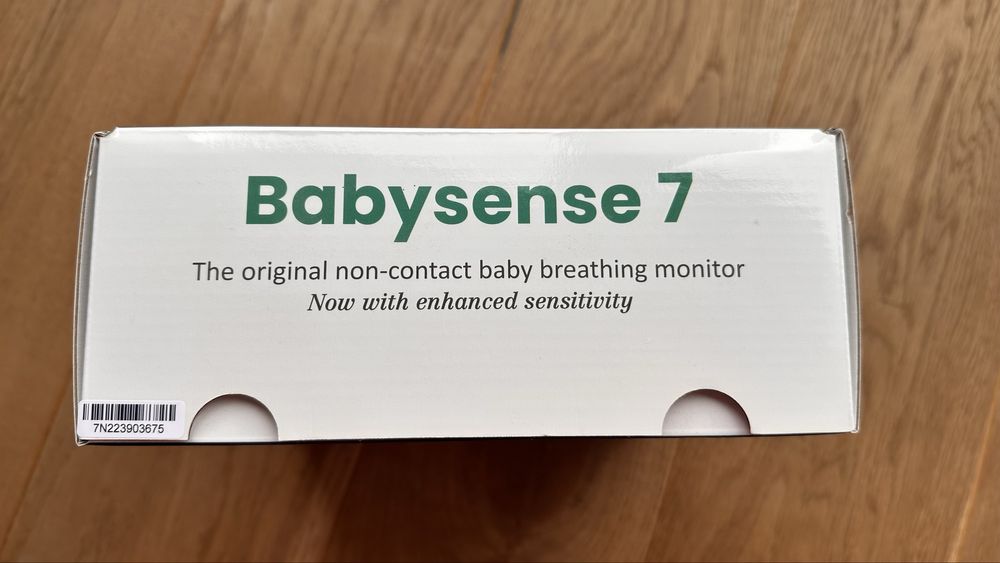 Babysense 7
The original non-contact baby breathing monitor
Now with enhanced sensitivity
7N223903675